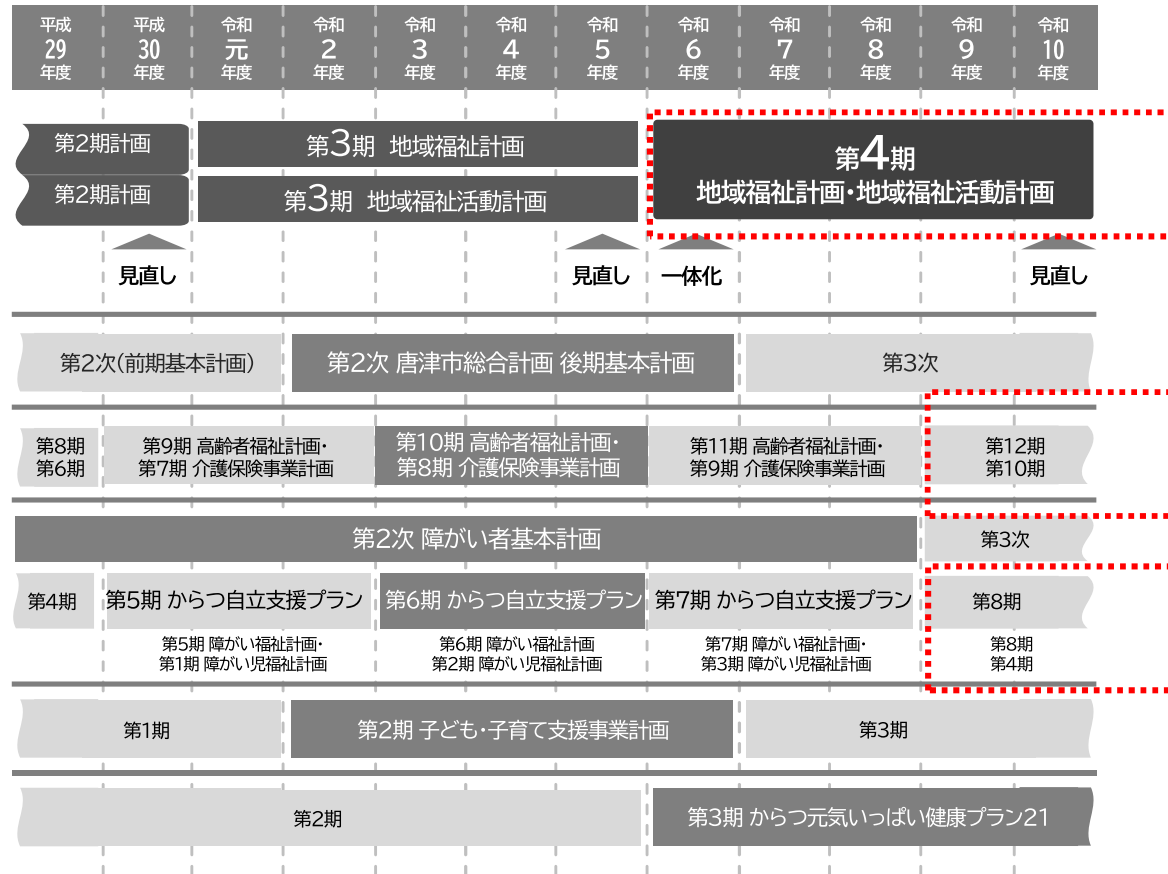 平成 平成 令和 令和 令和 令和 令和 令和 令和 令和 令和 令和
29 30 元 2 3 4 5 6 7 8 9 10
年度 年度 年度 年度 年度 年度 年度 年度 年度 年度 年度 年度
第2期計画
第3期 地域福祉計画
第2期計画
第3期 地域福祉活動計画
第4期
地域福祉計画・地域福祉活動計画
見直し
見直し
一体化
見直し
第2次(前期基本計画)
第2次 唐津市総合計画 後期基本計画
第3次
第8期
第6期
第9期 高齢者福祉計画・
第7期 介護保険事業計画
第10期 高齢者福祉計画・
第8期 介護保険事業計画
第11期 高齢者福祉計画・
第9期 介護保険事業計画
第12期
第10期
第2次 障がい者基本計画
第3次
第4期
第5期 からつ自立支援プラン
第6期 からつ自立支援プラン
第7期 からつ自立支援プラン
第8期
第5期 障がい福祉計画・
第1期 障がい児福祉計画
第6期 障がい福祉計画
第2期 障がい児福祉計画
第7期 障がい福祉計画・
第3期 障がい児福祉計画
第8期
第4期
第1期
第2期 子ども・子育て支援事業計画
第3期
第2期
第3期 からつ元気いっぱい健康プラン21